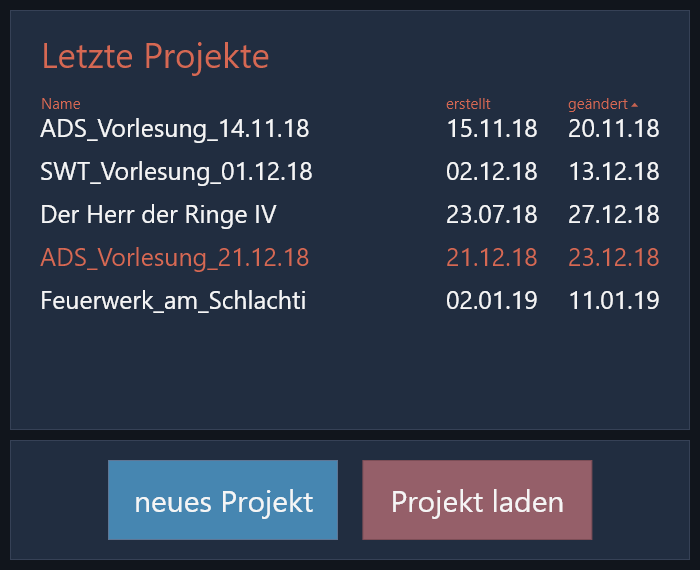 Letzte Projekte
Name erstellt geändert
ADS_Vorlesung_14.11.18 15.11.18 20.11.18
SWT_Vorlesung_01.12.18 02.12.18 13.12.18
Der Herr der Ringe IV 23.07.18 27.12.18
ADS_Vorlesung_21.12.18 21.12.18 23.12.18
Feuerwerk_am_Schlachti 02.01.19 11.01.19
neues Projekt Projekt laden